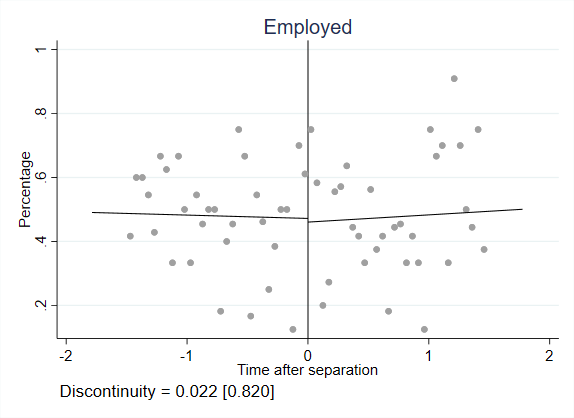 Employed
Percentage
1
.8
.6
.4
.2
-2 -1 0 1 2
Time after separation
Discontinuity = 0.022 [0.820]